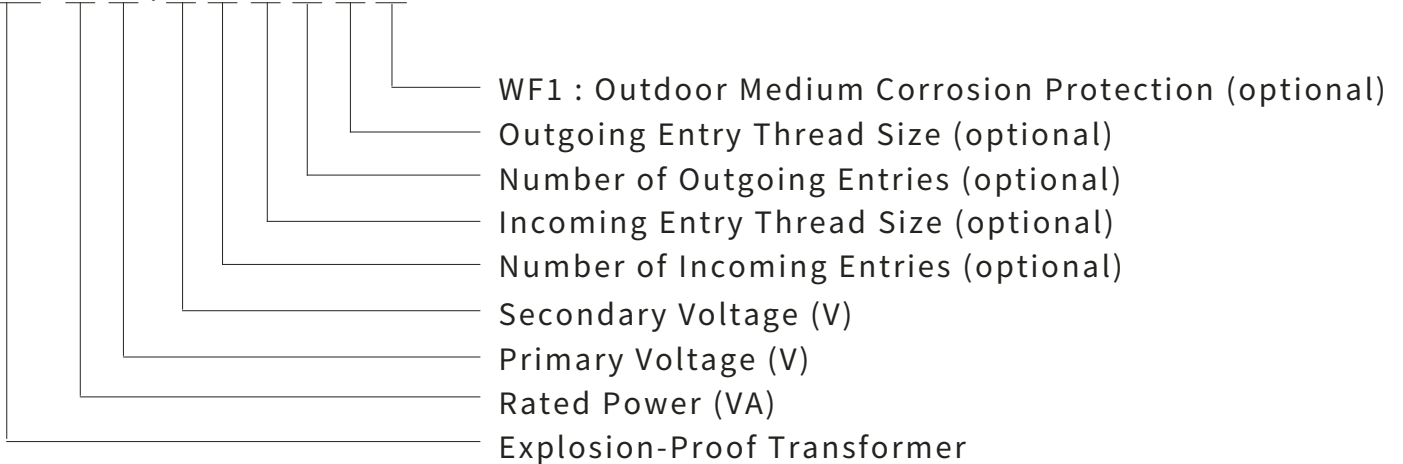 WF1 : Outdoor Medium Corrosion Protection (optional)
Outgoing Entry Thread Size (optional)
Number of Outgoing Entries (optional)
Incoming Entry Thread Size (optional)
Number of Incoming Entries (optional)
Secondary Voltage (V)
Primary Voltage (V)
Rated Power (VA)
Explosion-Proof Transformer